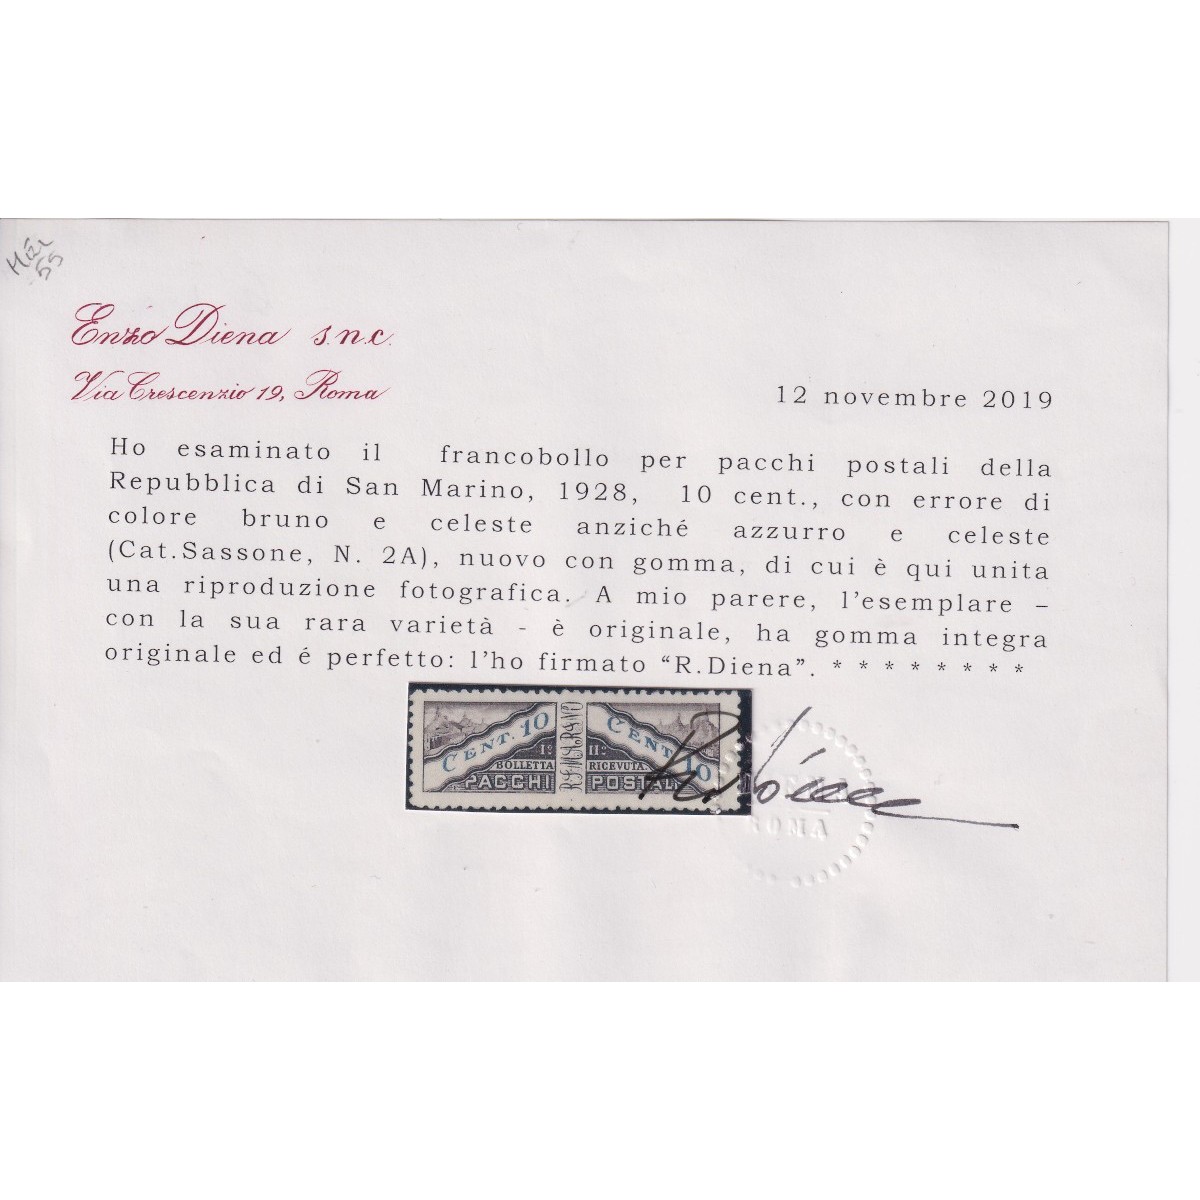 55
Enzo Diena s.n.c.
Via Crescenzio 19, Roma
12 novembre 2019
Ho esaminato il francobollo per pacchi postali della
Repubblica di San Marino, 1928, 10 cent., con errore di
colore bruno e celeste anziché azzurro e celeste
(Cat.Sassone, N. 2A), nuovo con gomma, di cui è qui unita
una riproduzione fotografica. A mio parere, l'esemplare –
con la sua rara varietà - è originale, ha gomma integra
originale ed é perfetto: l'ho firmato “R.Diena”. * * * * * * * *
CENT. 10
CENT. 10
Iª BOLLETTA
IIª RICEVUTA
PACCHI POSTALI
ROMA